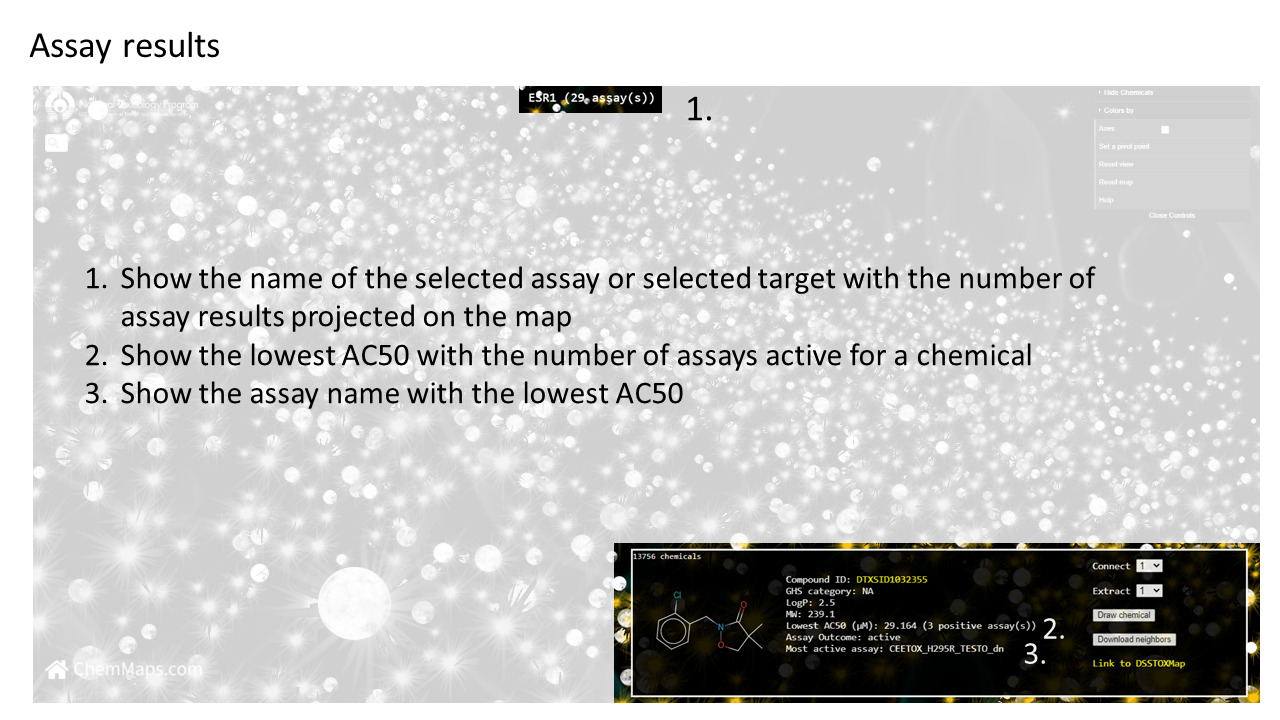 Assay results
National Toxicology Program
ESR1 (29 assay(s))
1.
Hide Chemicals
Colors by
Axes
Set a pivot point
Reset view
Reset map
Help
Close Controls
1. Show the name of the selected assay or selected target with the number of
assay results projected on the map
2. Show the lowest AC50 with the number of assays active for a chemical
3. Show the assay name with the lowest AC50
13756 chemicals
Cl
N
O
O
Compound ID: DTXSID1032355
GHS category: NA
LogP: 2.5
MW: 239.1
Lowest AC50 (µM): 29.164 (3 positive assay(s))
2.
Assay Outcome: active
Most active assay: CEETOX_H295R_TESTO_dn
3.
Connect 1
Extract 1
Draw chemical
Download neighbors
Link to DSSTOXMap
ChemMaps.com